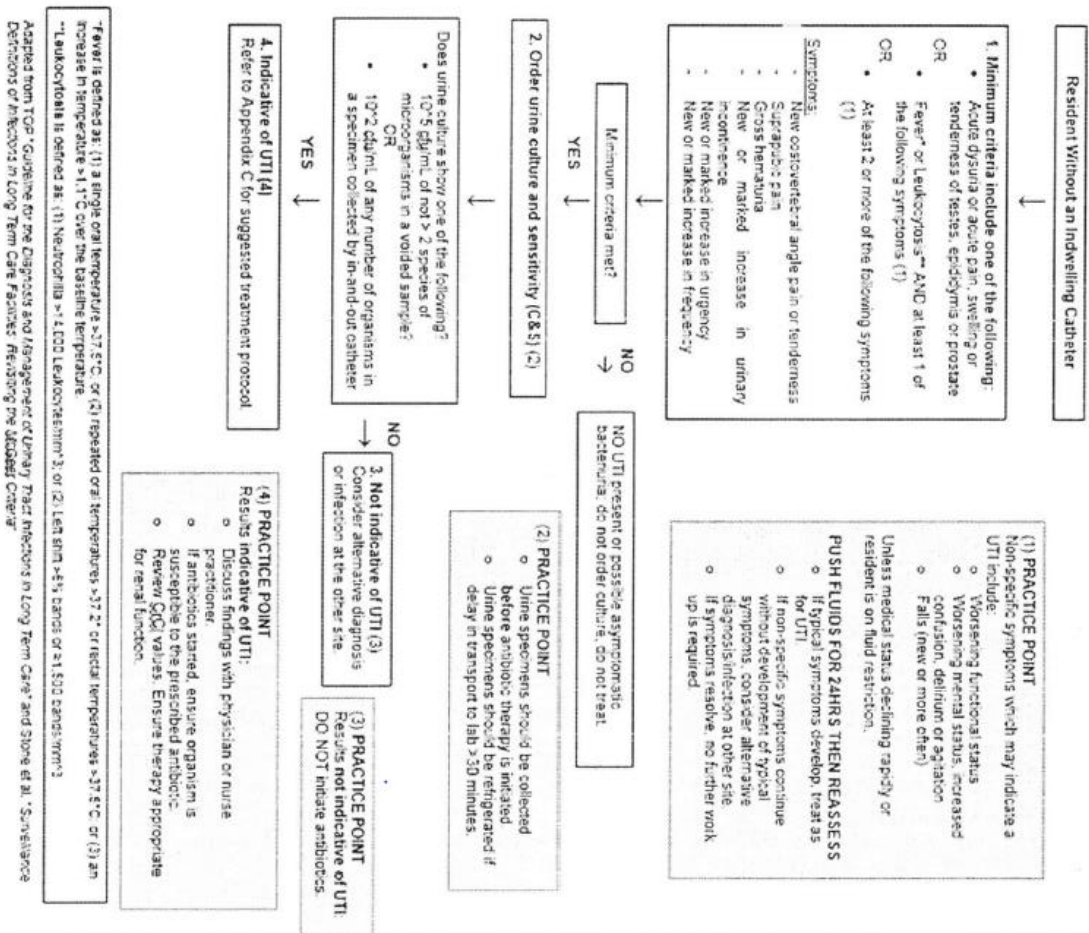 Resident Without an Indwelling Catheter
1. Minimum criteria include one of the following:
• Acute dysuria or acute pain, swelling or
tenderness of testes, epididymis or prostate
OR
• Fever* or Leukocytosis** AND at least 1 of
the following symptoms (1)
OR
• At least 2 or more of the following symptoms
(1)
Symptoms:
- New costovertebral angle pain or tenderness
- Suprapubic pain
- Gross hematuria
- New or marked increase in urinary
incontinence
- New or marked increase in urgency
- New or marked increase in frequency
(1) PRACTICE POINT
Non-specific symptoms which may indicate a
UTI include:
o Worsening functional status
o Worsening mental status, increased
confusion, delirium or agitation
o Falls (new or more often)
Unless medical status declining rapidly or
resident is on fluid restriction,
PUSH FLUIDS FOR 24HRS THEN REASSESS
o If typical symptoms develop, treat as
for UTI.
o If non-specific symptoms continue
without development of typical
symptoms, consider alternative
diagnosis/infection at other site
o If symptoms resolve, no further work
up is required.
Minimum criteria met?
NO
NO UTI present or possible asymptomatic
bacteriuria, do not order culture, do not treat.
YES
2. Order urine culture and sensitivity (C&S) (2)
(2) PRACTICE POINT
o Urine specimens should be collected
before antibiotic therapy is initiated
o Urine specimens should be refrigerated if
delay in transport to lab > 30 minutes.
Does urine culture show one of the following?
• 10^5 cfu/mL of not > 2 species of
microorganisms in a voided sample?
OR
• 10^2 cfu/mL of any number of organisms in
a specimen collected by in-and-out catheter
NO
3. Not indicative of UTI (3)
Consider alternative diagnosis
or infection at the other site
(3) PRACTICE POINT
Results not indicative of UTI:
DO NOT initiate antibiotics.
YES
4. Indicative of UTI (4)
Refer to Appendix C for suggested treatment protocol.
(4) PRACTICE POINT
Results indicative of UTI:
o Discuss findings with physician or nurse
practitioner.
o If antibiotics started, ensure organism is
susceptible to the prescribed antibiotic.
o Review CrCl values. Ensure therapy appropriate
for renal function.
*Fever is defined as: (1) a single oral temperature >37.8°C; or (2) repeated oral temperatures >37.2° or rectal temperatures >37.5°C; or (3) an
increase in temperature >1.1°C over the baseline temperature.
**Leukocytosis is defined as: (1) Neutrophilia >14,000 Leukocytes/mm^3; or (2) Left shift >6% bands or ≥1,500 bands/mm^3
Adapted from TOP "Guideline for the Diagnosis and Management of Urinary Tract Infections in Long Term Care" and Stone et al. "Surveillance
Definitions of Infections in Long Term Care Facilities: Revisiting the McGeer Criteria"